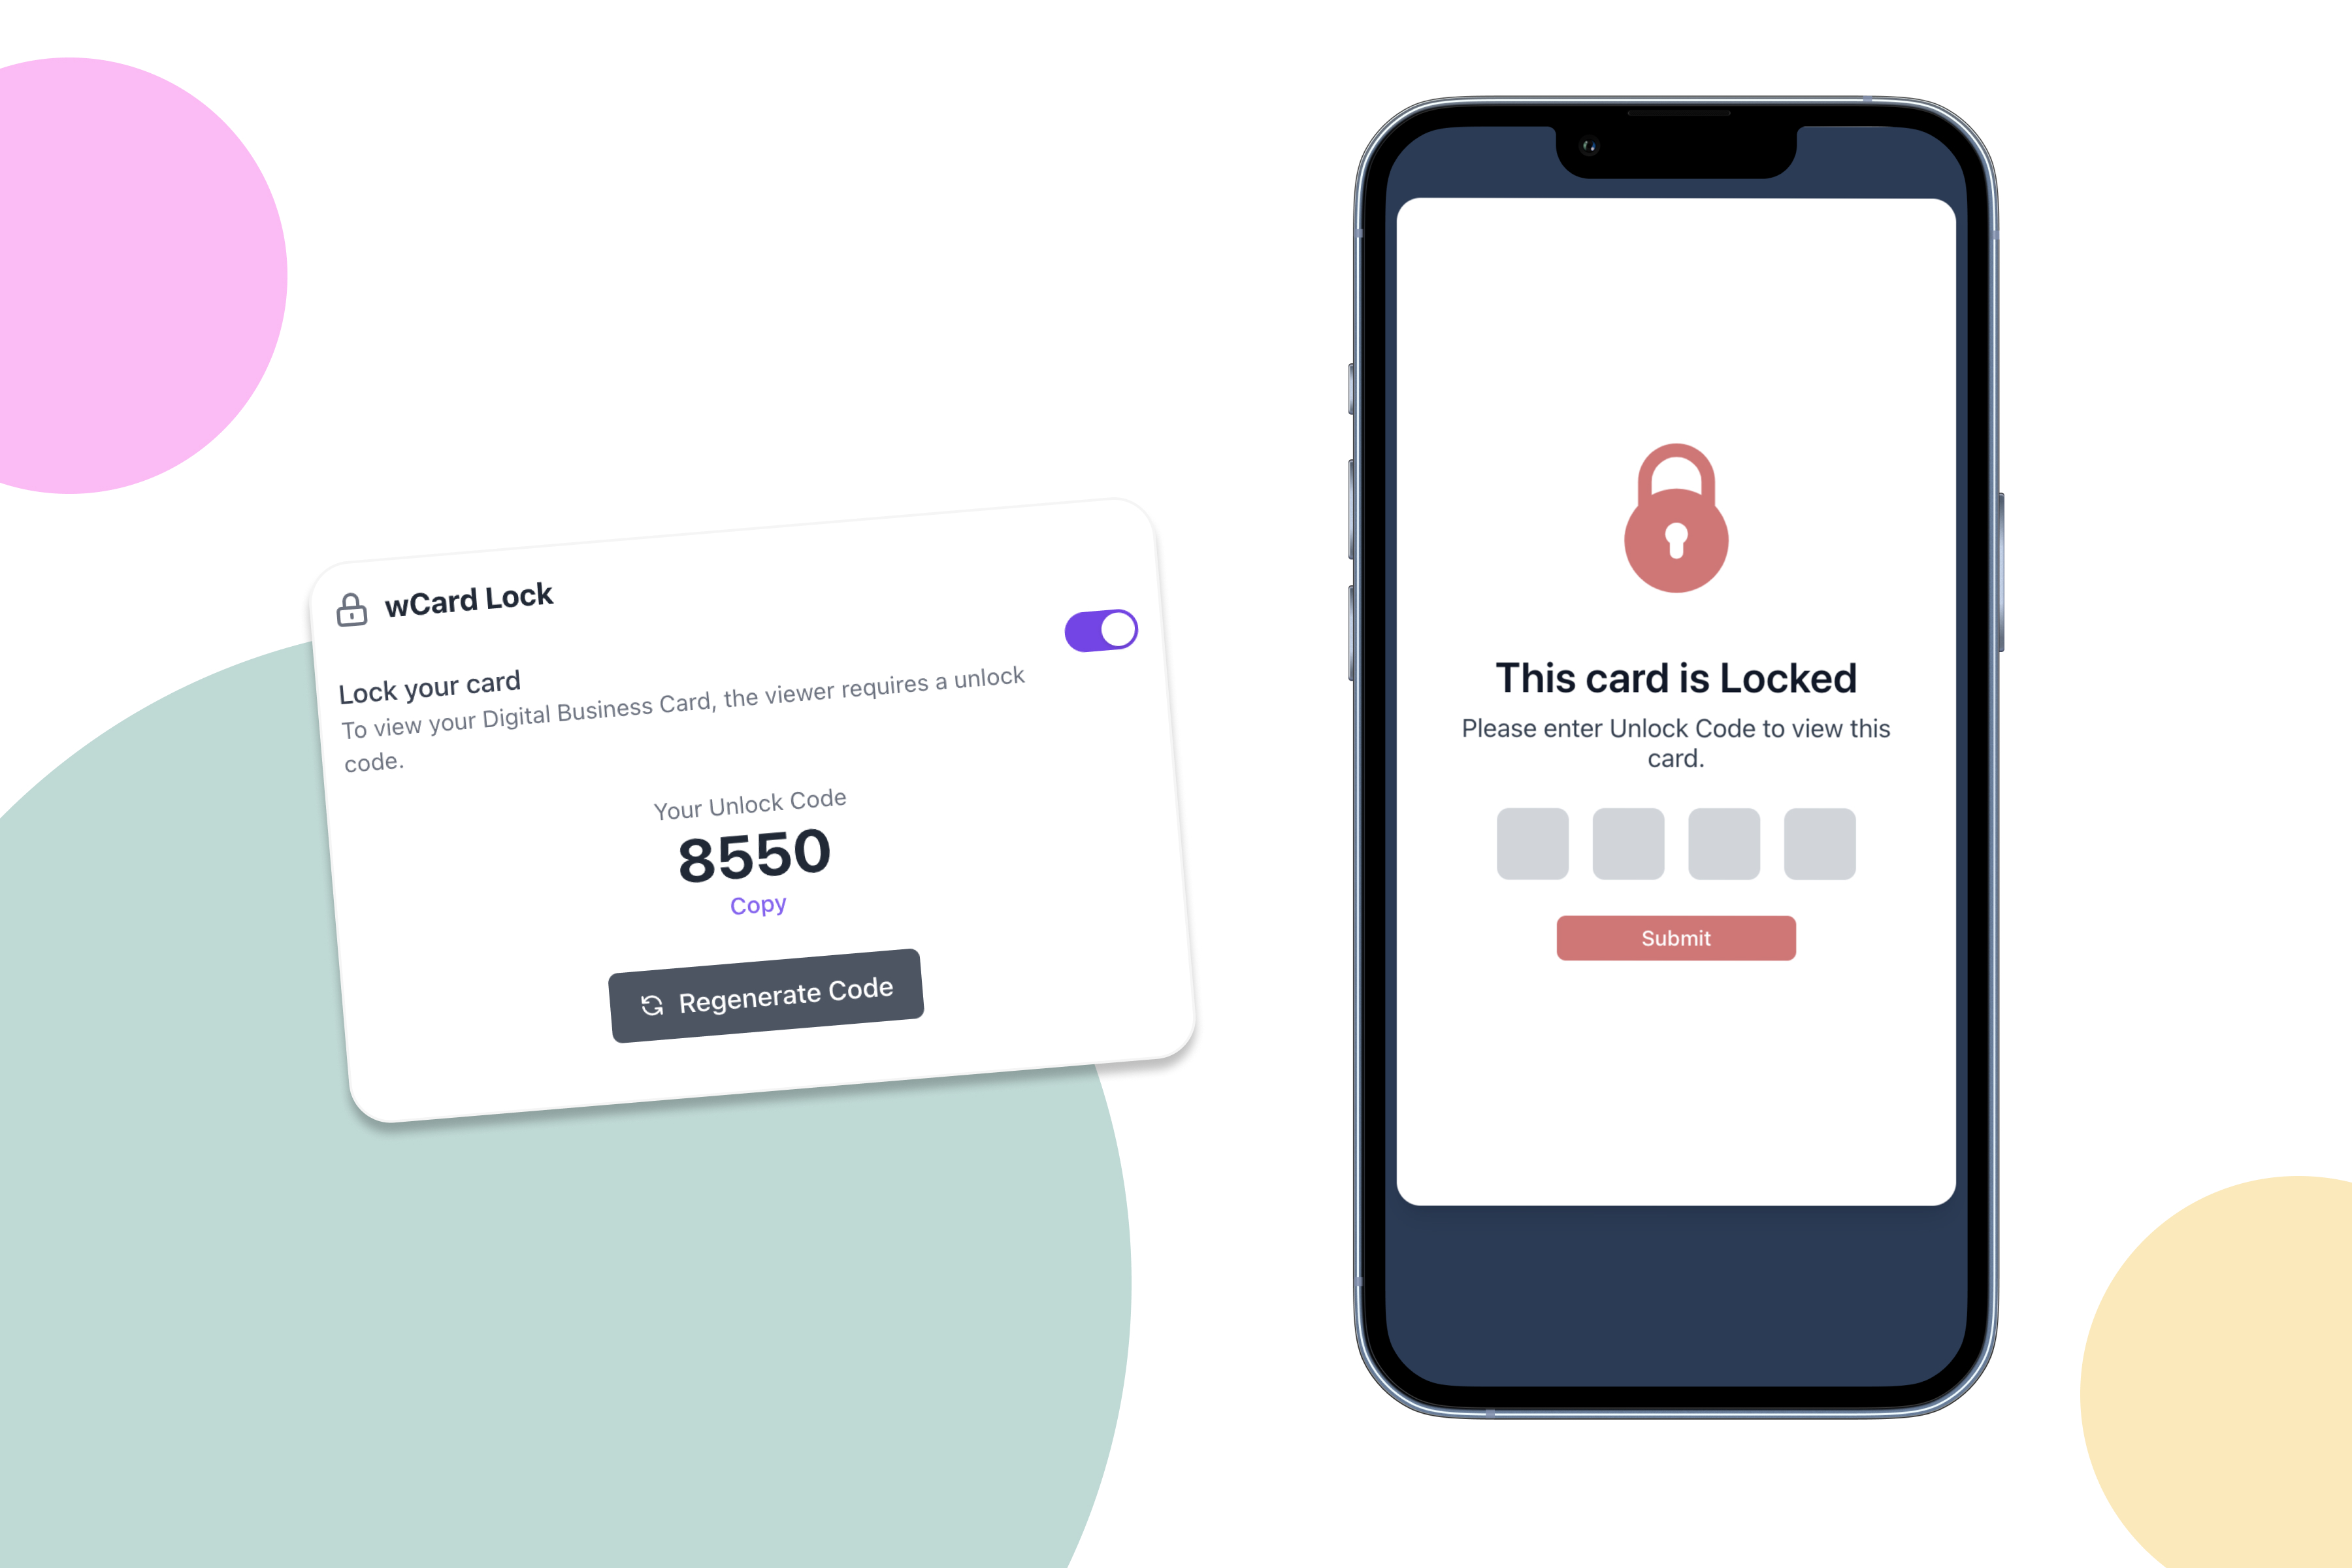 wCard Lock
Lock your card
To view your Digital Business Card, the viewer requires a unlock
code.
Your Unlock Code
8550
Copy
Regenerate Code
This card is Locked
Please enter Unlock Code to view this
card.
Submit